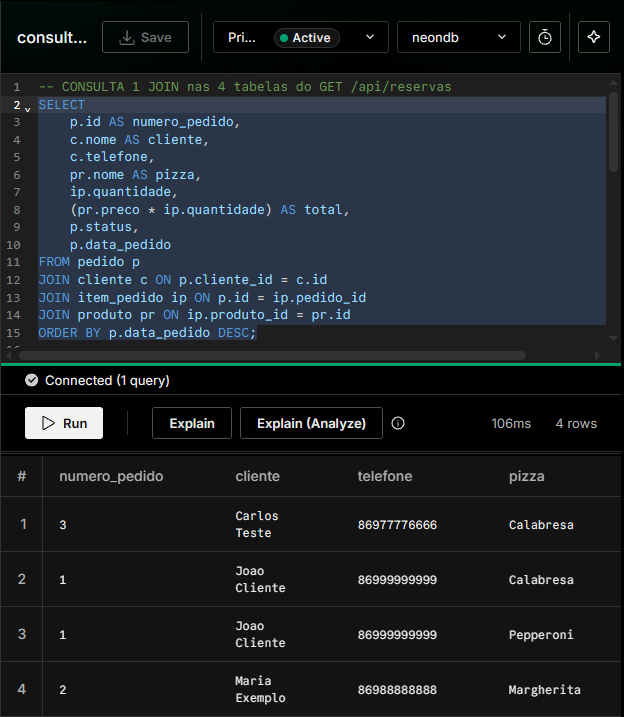 consult...
Save
Pri...
Active
neondb
1 -- CONSULTA 1 JOIN nas 4 tabelas do GET /api/reservas
2 SELECT
3 p.id AS numero_pedido,
4 c.nome AS cliente,
5 c.telefone,
6 pr.nome AS pizza,
7 ip.quantidade,
8 (pr.preco * ip.quantidade) AS total,
9 p.status,
10 p.data_pedido
11 FROM pedido p
12 JOIN cliente c ON p.cliente_id = c.id
13 JOIN item_pedido ip ON p.id = ip.pedido_id
14 JOIN produto pr ON ip.produto_id = pr.id
15 ORDER BY p.data_pedido DESC;
Connected (1 query)
Run
Explain
Explain (Analyze)
106ms
4 rows
# numero_pedido cliente telefone pizza
1 3 Carlos Teste 86977776666 Calabresa
2 1 Joao Cliente 86999999999 Calabresa
3 1 Joao Cliente 86999999999 Pepperoni
4 2 Maria Exemplo 86988888888 Margherita